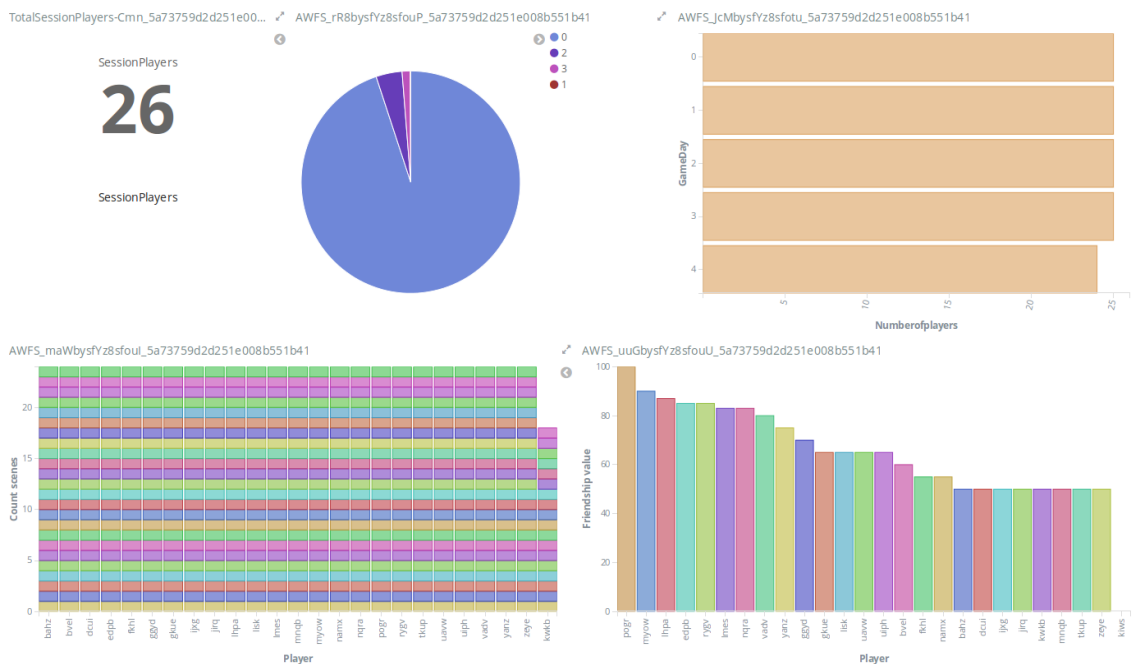 TotalSessionPlayers-Cmn_5a73759d2d251e00...
AWFS_rR8bysfYz8sfouP_5a73759d2d251e008b551b41
AWFS_JcMbysfYz8sfotu_5a73759d2d251e008b551b41
SessionPlayers
26
SessionPlayers
0
2
3
1
GameDay
0
1
2
3
4
5
10
15
20
25
Numberofplayers
AWFS_maWbysfYz8sfouI_5a73759d2d251e008b551b41
Count scenes
20
15
10
5
0
bahz
bvel
dcui
edpb
fkhl
ggyd
gkue
ijxg
jlrq
lhpa
lisk
lmes
mnqb
myow
namx
nqra
pogr
rygv
tkup
uavw
uiph
vadv
yanz
zeye
kwkb
Player
AWFS_uuGbysfYz8sfouU_5a73759d2d251e008b551b41
Friendship value
100
80
60
40
20
0
pogr
myow
lhpa
edpb
rygv
lmes
nqra
vadv
yanz
ggyd
gkue
lisk
uavw
uiph
bvel
fkhl
namx
bahz
dcui
ijxg
jlrq
kwkb
mnqb
tkup
zeye
kiws
Player